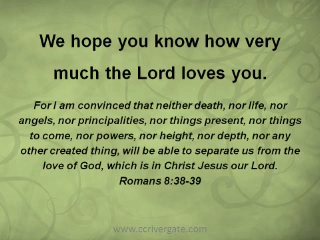 We hope you know how very
much the Lord loves you.
For I am convinced that neither death, nor life, nor
angels, nor principalities, nor things present, nor things
to come, nor powers, nor height, nor depth, nor any
other created thing, will be able to separate us from the
love of God, which is in Christ Jesus our Lord.
Romans 8:38-39
www.ccrivergate.com